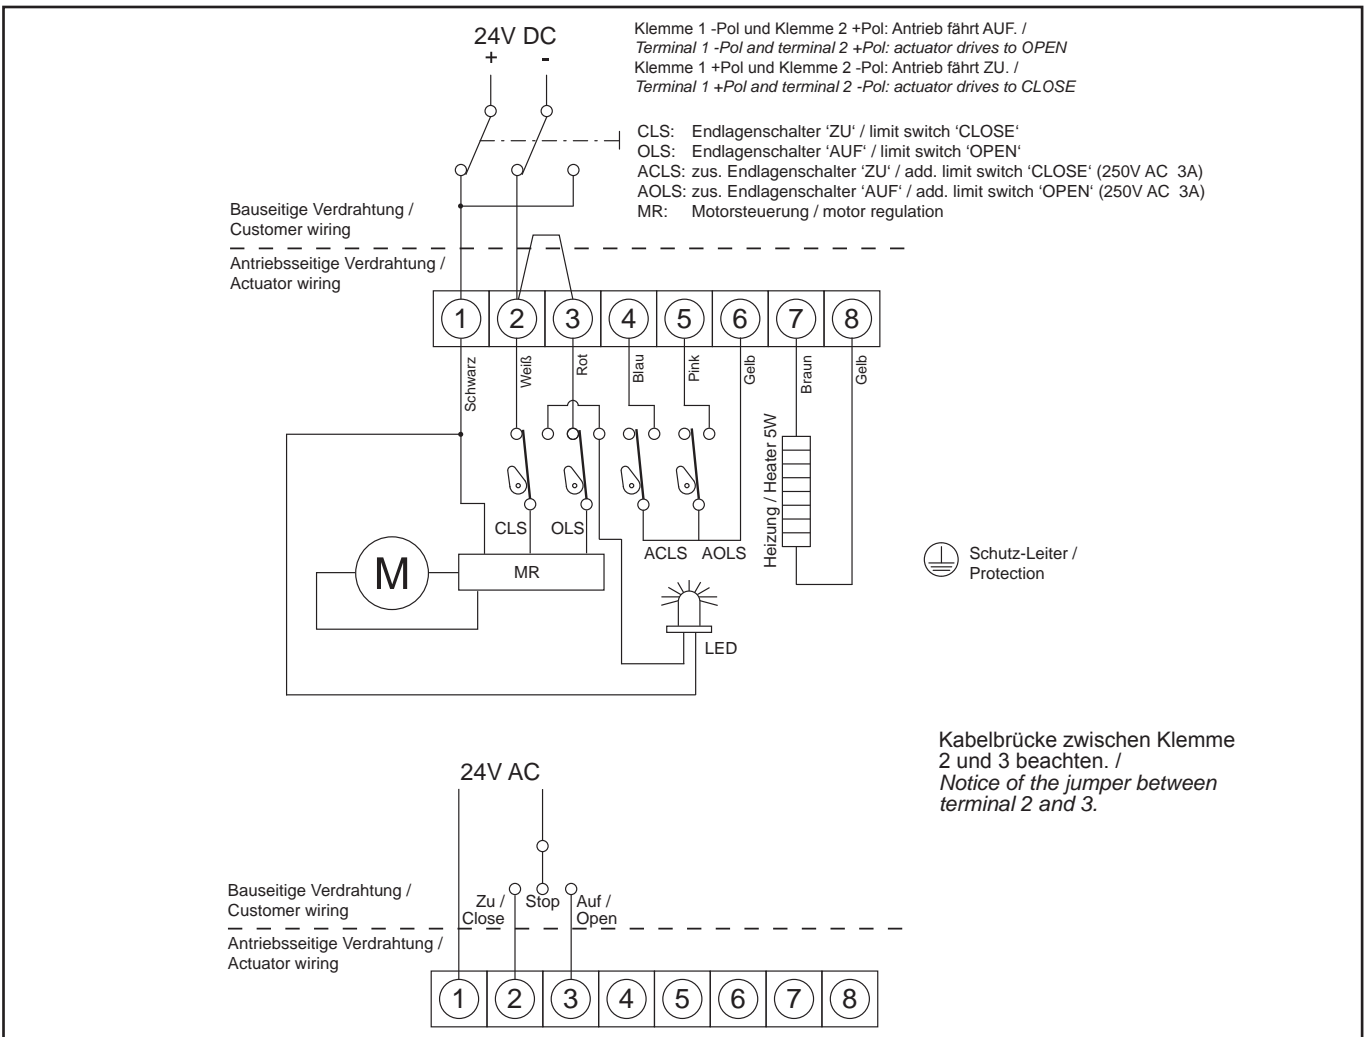 24V DC
+ -
Klemme 1 -Pol und Klemme 2 +Pol: Antrieb fährt AUF. /
Terminal 1 -Pol and terminal 2 +Pol: actuator drives to OPEN
Klemme 1 +Pol und Klemme 2 -Pol: Antrieb fährt ZU. /
Terminal 1 +Pol and terminal 2 -Pol: actuator drives to CLOSE
CLS: Endlagenschalter ‘ZU‘ / limit switch ‘CLOSE‘
OLS: Endlagenschalter ‘AUF‘ / limit switch ‘OPEN‘
ACLS: zus. Endlagenschalter ‘ZU‘ / add. limit switch ‘CLOSE‘ (250V AC 3A)
AOLS: zus. Endlagenschalter ‘AUF‘ / add. limit switch ‘OPEN‘ (250V AC 3A)
MR: Motorsteuerung / motor regulation
Bauseitige Verdrahtung /
Customer wiring
Antriebsseitige Verdrahtung /
Actuator wiring
1 2 3 4 5 6 7 8
Schwarz
Weiß
Rot
Blau
Pink
Gelb
Braun
Gelb
Heizung / Heater 5W
CLS OLS
ACLS AOLS
M
MR
LED
Schutz-Leiter /
Protection
Kabelbrücke zwischen Klemme
2 und 3 beachten. /
Notice of the jumper between
terminal 2 and 3.
24V AC
Bauseitige Verdrahtung /
Customer wiring
Zu /
Close
Stop
Auf /
Open
Antriebsseitige Verdrahtung /
Actuator wiring
1 2 3 4 5 6 7 8